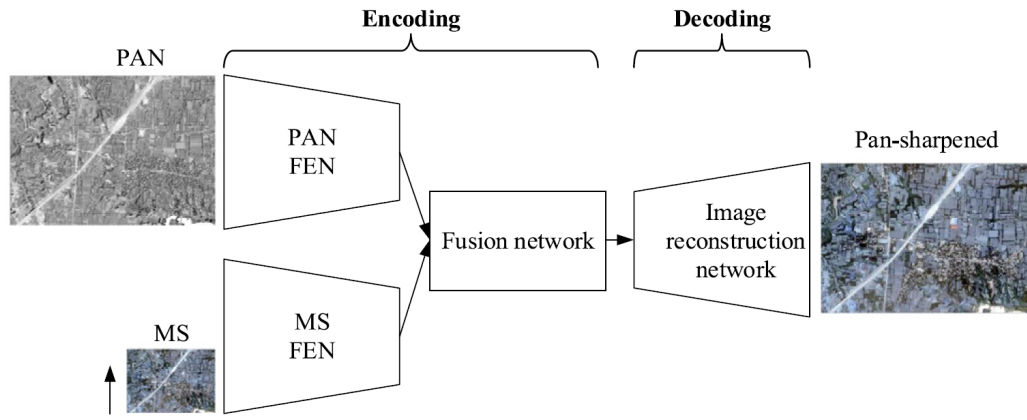 Encoding
Decoding
PAN
PAN
FEN
Pan-sharpened
Fusion network
Image
reconstruction
network
MS
MS
FEN